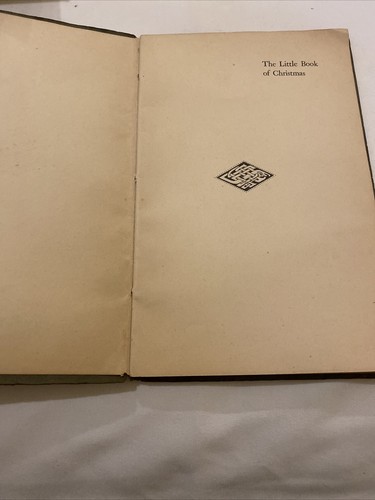 The Little Book
of Christmas